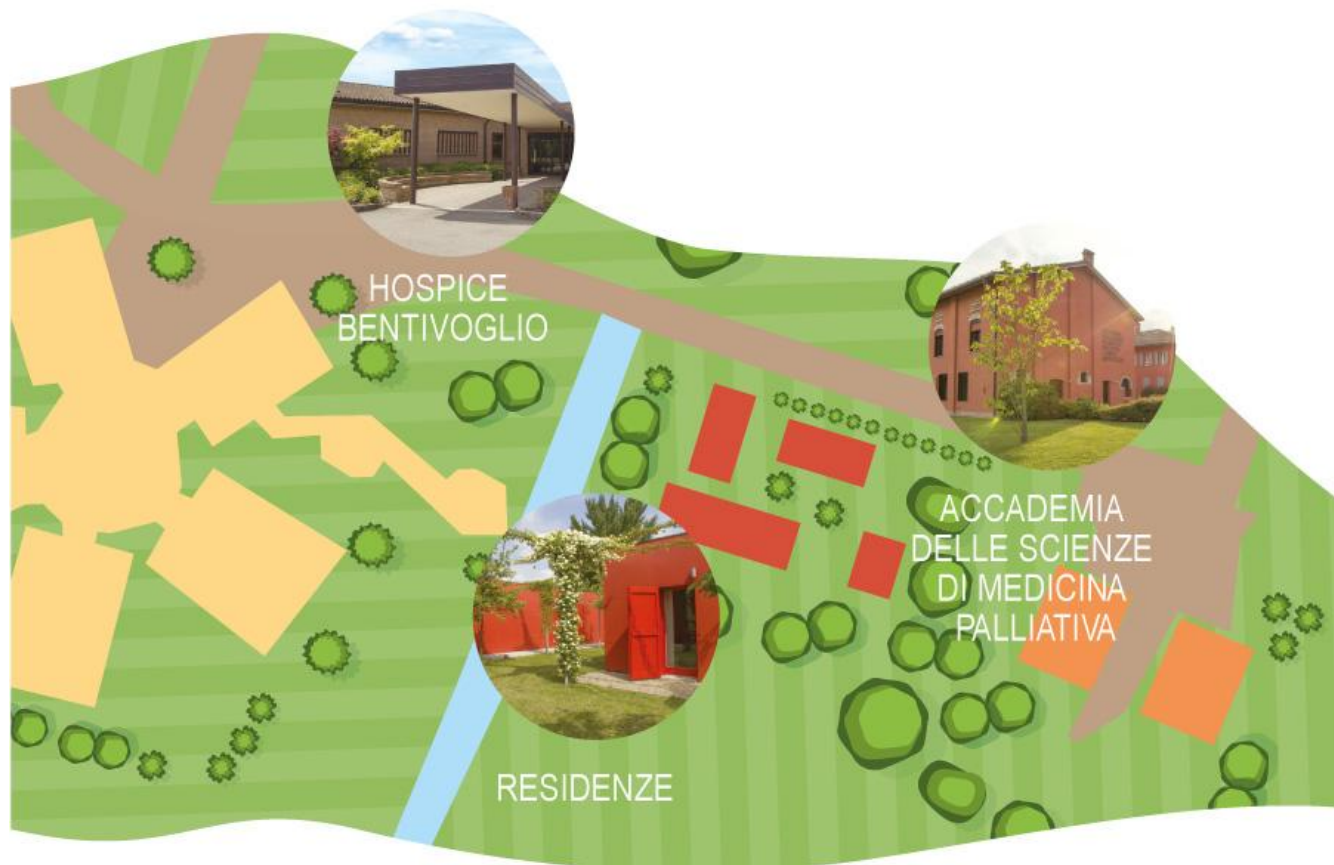 HOSPICE
BENTIVOGLIO
ACCADEMIA
DELLE SCIENZE
DI MEDICINA
PALLIATIVA
RESIDENZE